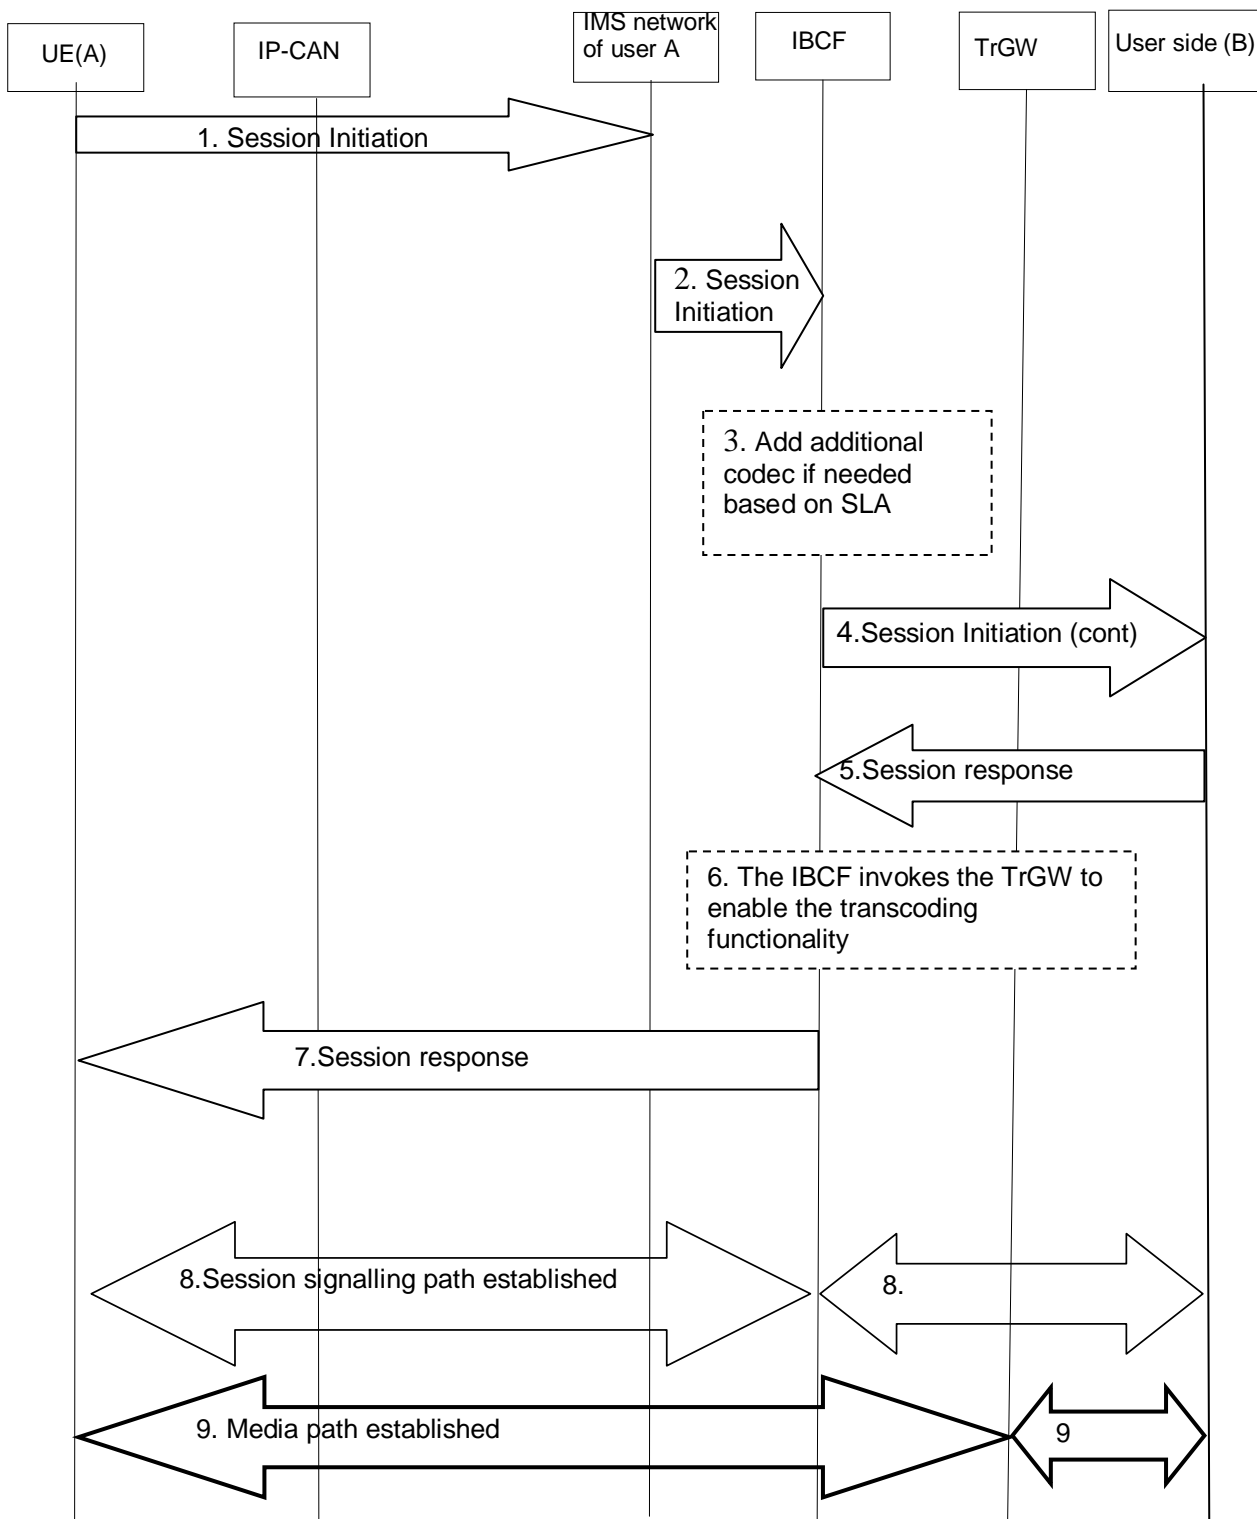 UE(A)
IP-CAN
IMS network
of user A
IBCF
TrGW
User side (B)
1. Session Initiation
2. Session
Initiation
3. Add additional
codec if needed
based on SLA
4.Session Initiation (cont)
5.Session response
6. The IBCF invokes the TrGW to
enable the transcoding
functionality
7.Session response
8.Session signalling path established
8.
9. Media path established
9